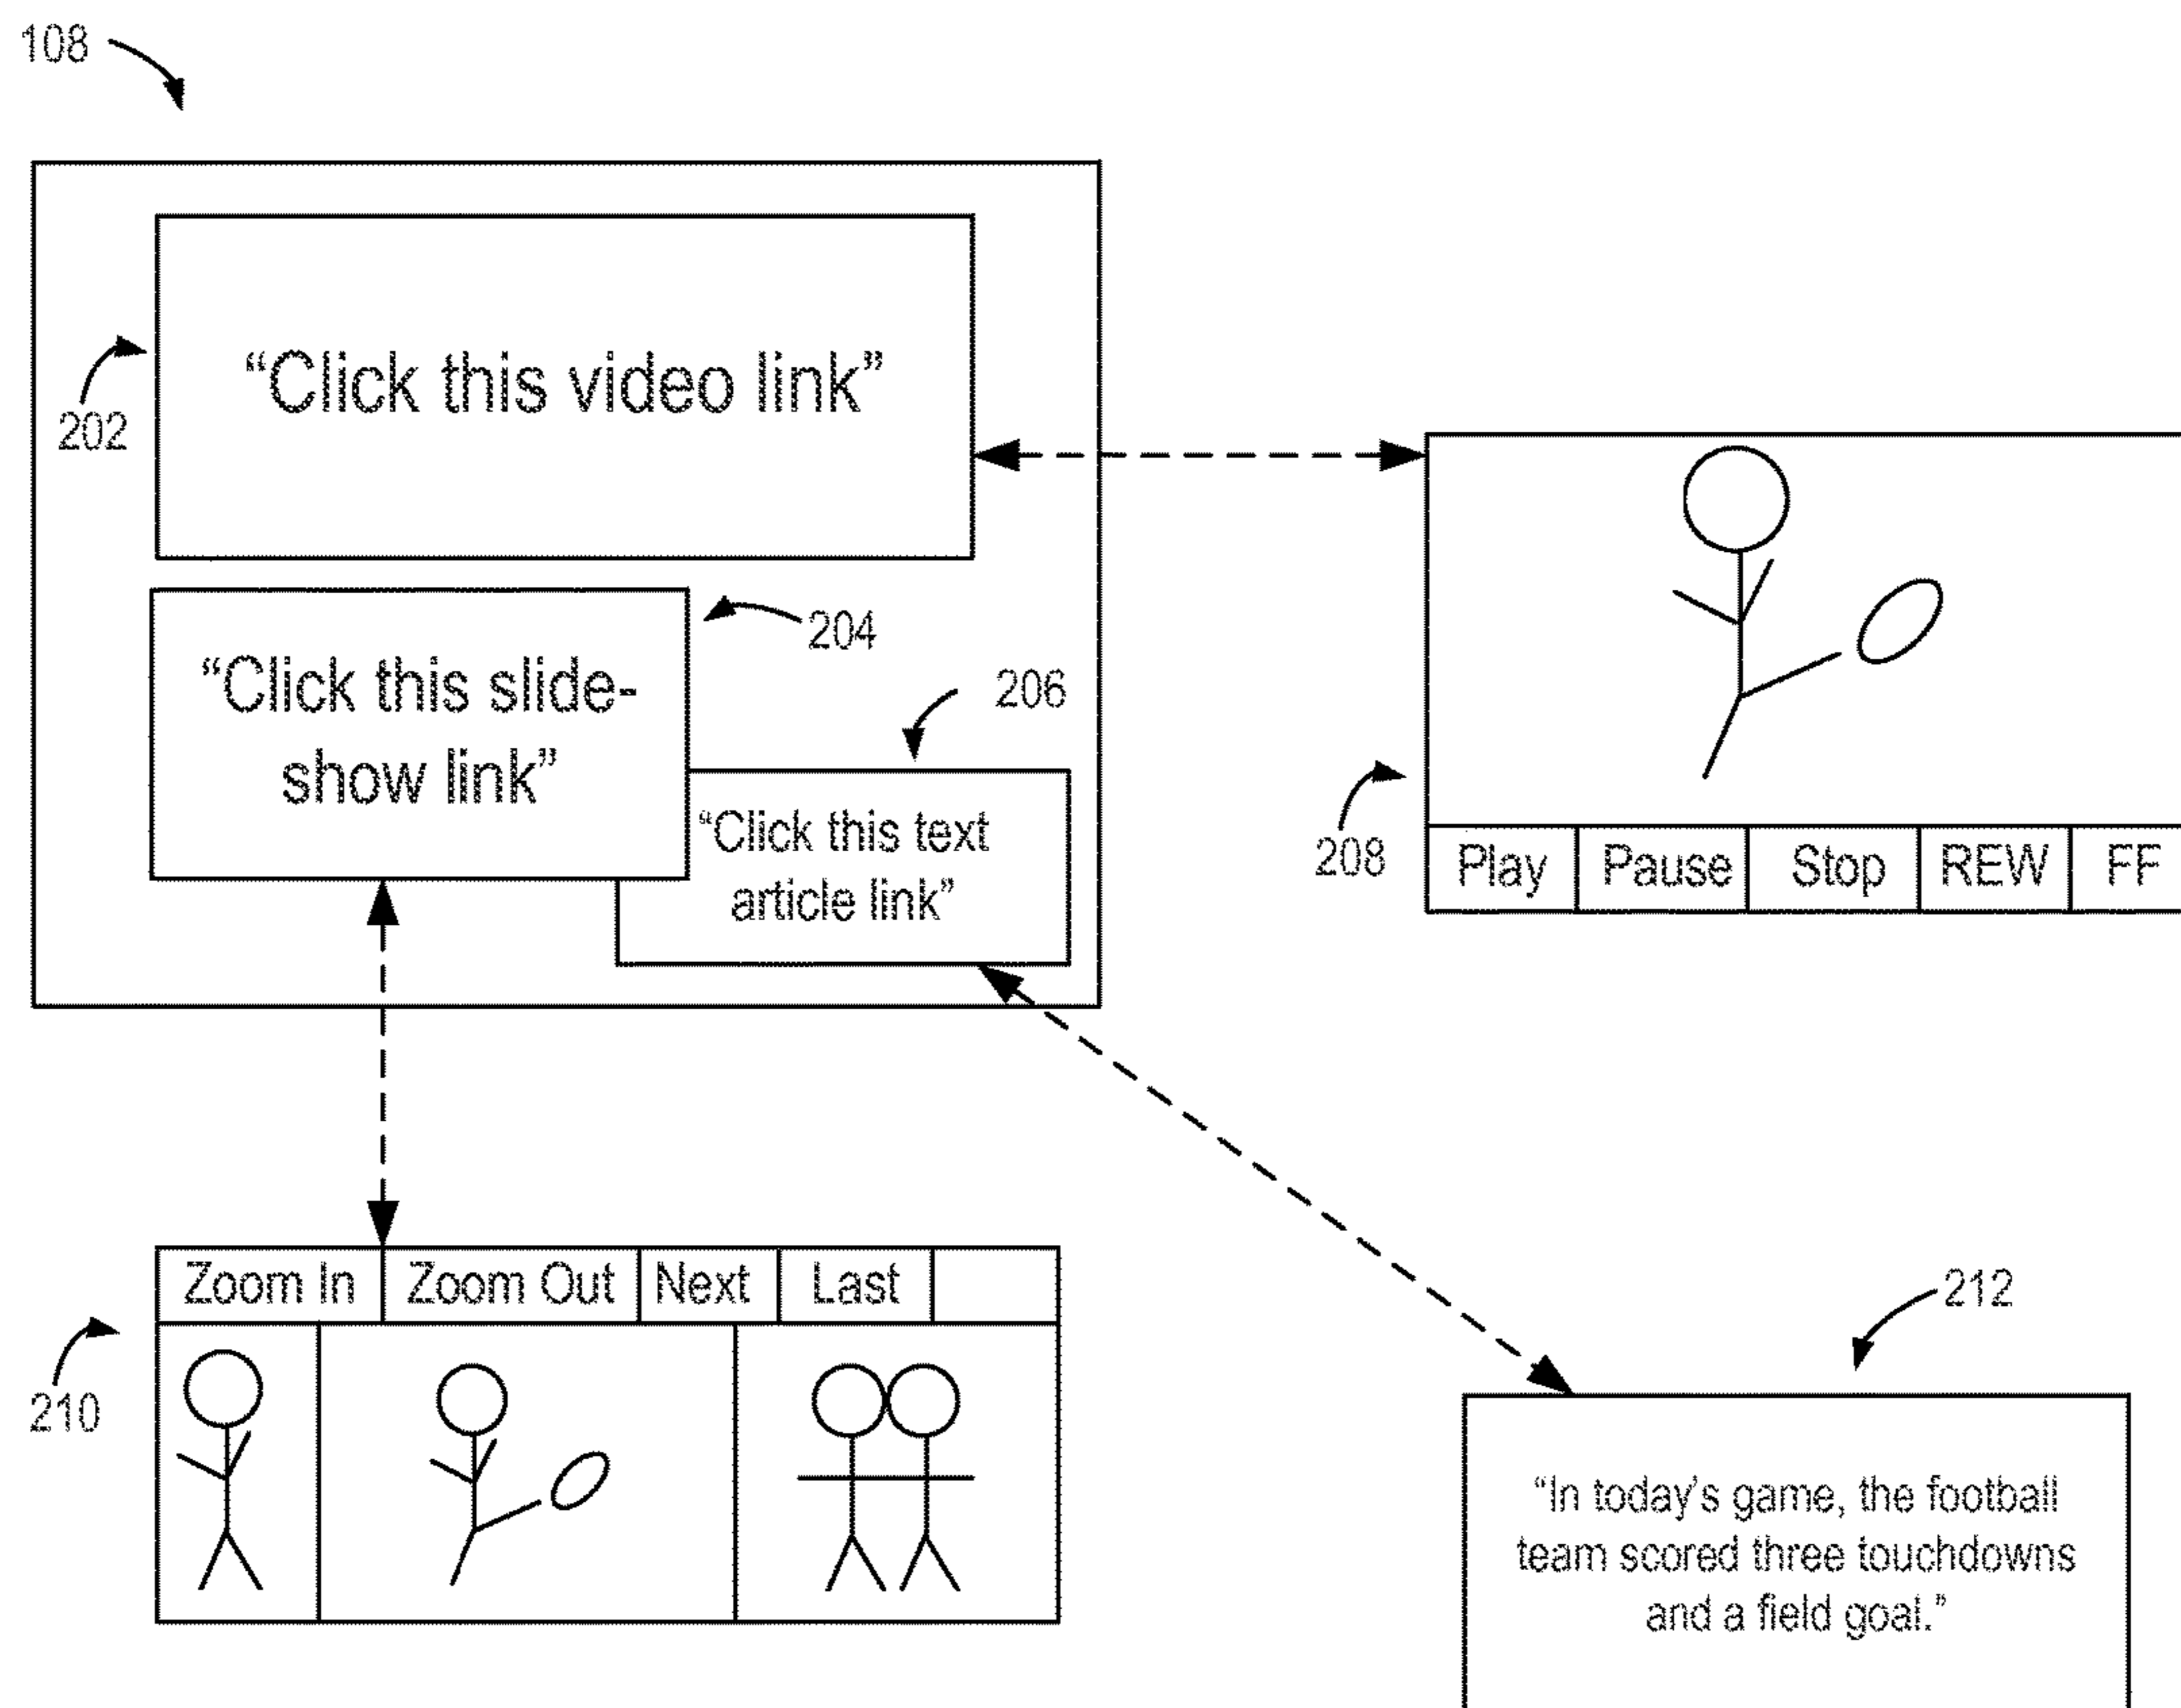 108
“Click this video link”
202
“Click this slide-
show link”
204
206
“Click this text
article link”
208
Play Pause Stop REW FF
Zoom In Zoom Out Next Last
210
212
“In today’s game, the football
team scored three touchdowns
and a field goal.”